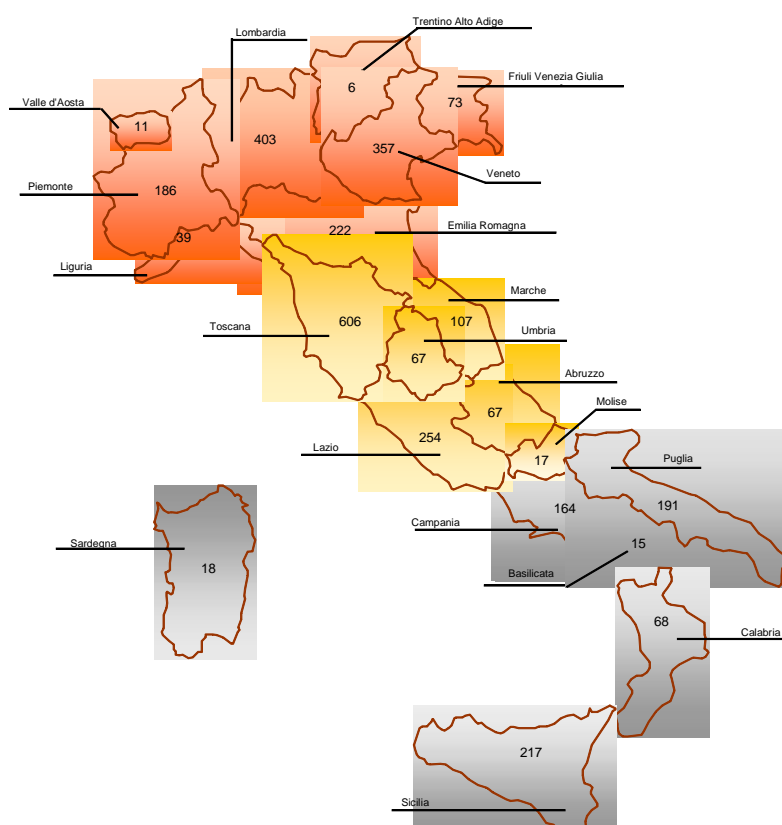 Trentino Alto Adige
Lombardia
Friuli Venezia Giulia
6
Valle d'Aosta
73
11
403
357
Veneto
Piemonte
186
222
Emilia Romagna
39
Liguria
Marche
Toscana
606
107
Umbria
67
Abruzzo
67
Molise
Lazio
254
17
Puglia
164
191
Campania
Sardegna
15
18
Basilicata
68
Calabria
217
Sicilia